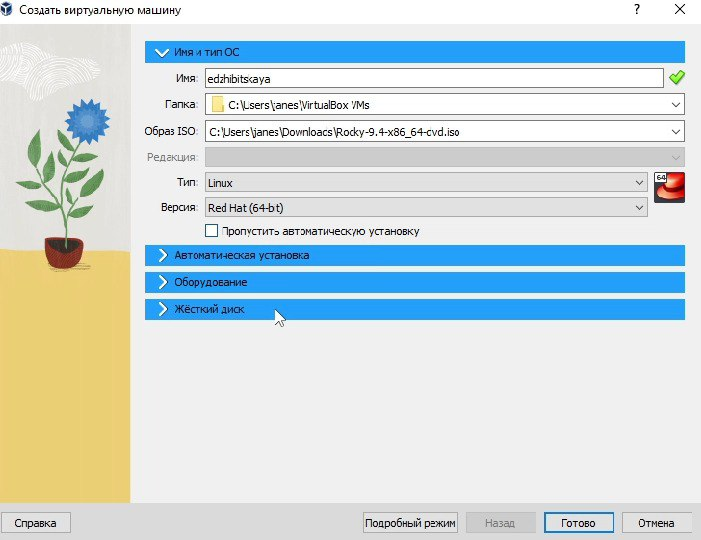 Создать виртуальную машину ?
Имя и тип ОС
Имя: edzhibitskaya
Папка: C:\Users\janes\VirtualBox VMs
Образ ISO: C:\Users\janes\Downloads\Rocky-9.4-x86_64-dvd.iso
Редакция:
Тип: Linux
64
Версия: Red Hat (64-bit)
Пропустить автоматическую установку
Автоматическая установка
Оборудование
Жёсткий диск
Справка Подробный режим Назад Готово Отмена